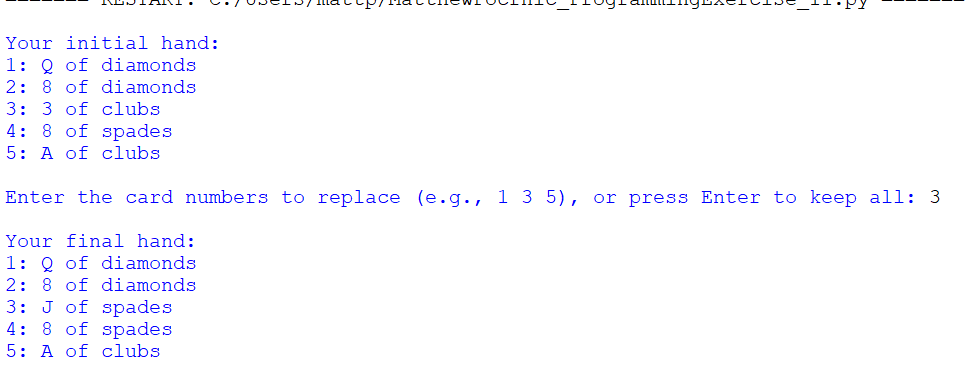 RESTART: C:/Users/mattp/
Your initial hand:
1: Q of diamonds
2: 8 of diamonds
3: 3 of clubs
4: 8 of spades
5: A of clubs
Enter the card numbers to replace (e.g., 1 3 5), or press Enter to keep all: 3
Your final hand:
1: Q of diamonds
2: 8 of diamonds
3: J of spades
4: 8 of spades
5: A of clubs